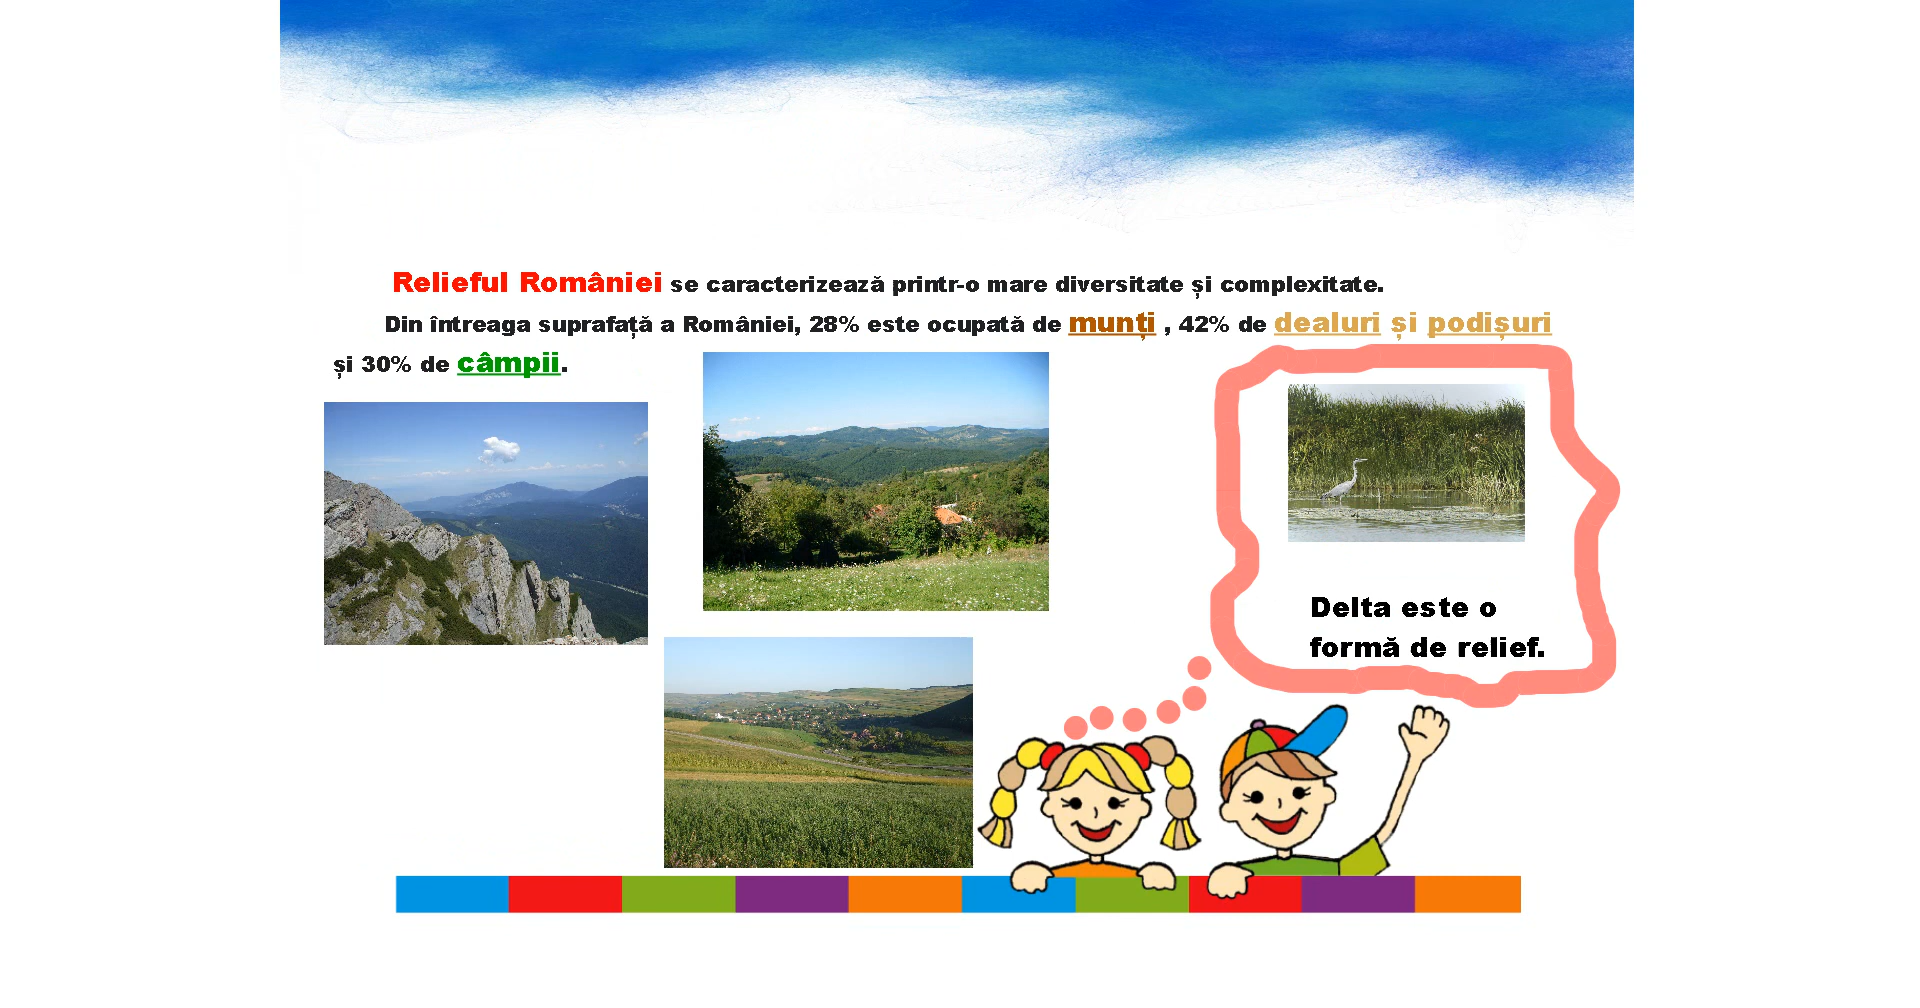 Relieful României se caracterizează printr-o mare diversitate și complexitate.
Din întreaga suprafață a României, 28% este ocupată de munți , 42% de dealuri și podișuri
și 30% de câmpii.
Delta este o
formă de relief.